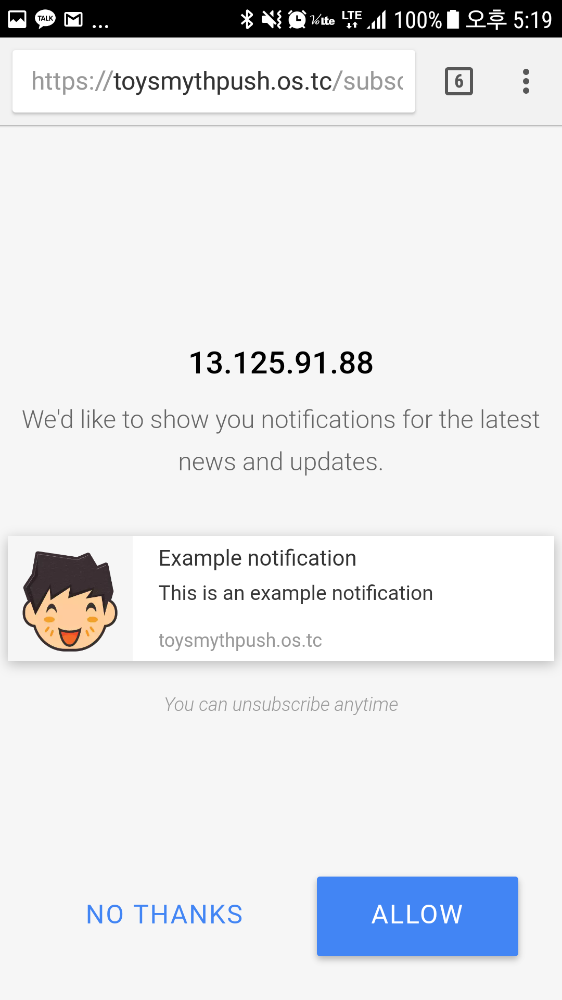 TALK ... VoLTE LTE 100% 오후 5:19
https://toysmythpush.os.tc/subsc
6
13.125.91.88
We'd like to show you notifications for the latest
news and updates.
Example notification
This is an example notification
toysmythpush.os.tc
You can unsubscribe anytime
NO THANKS
ALLOW